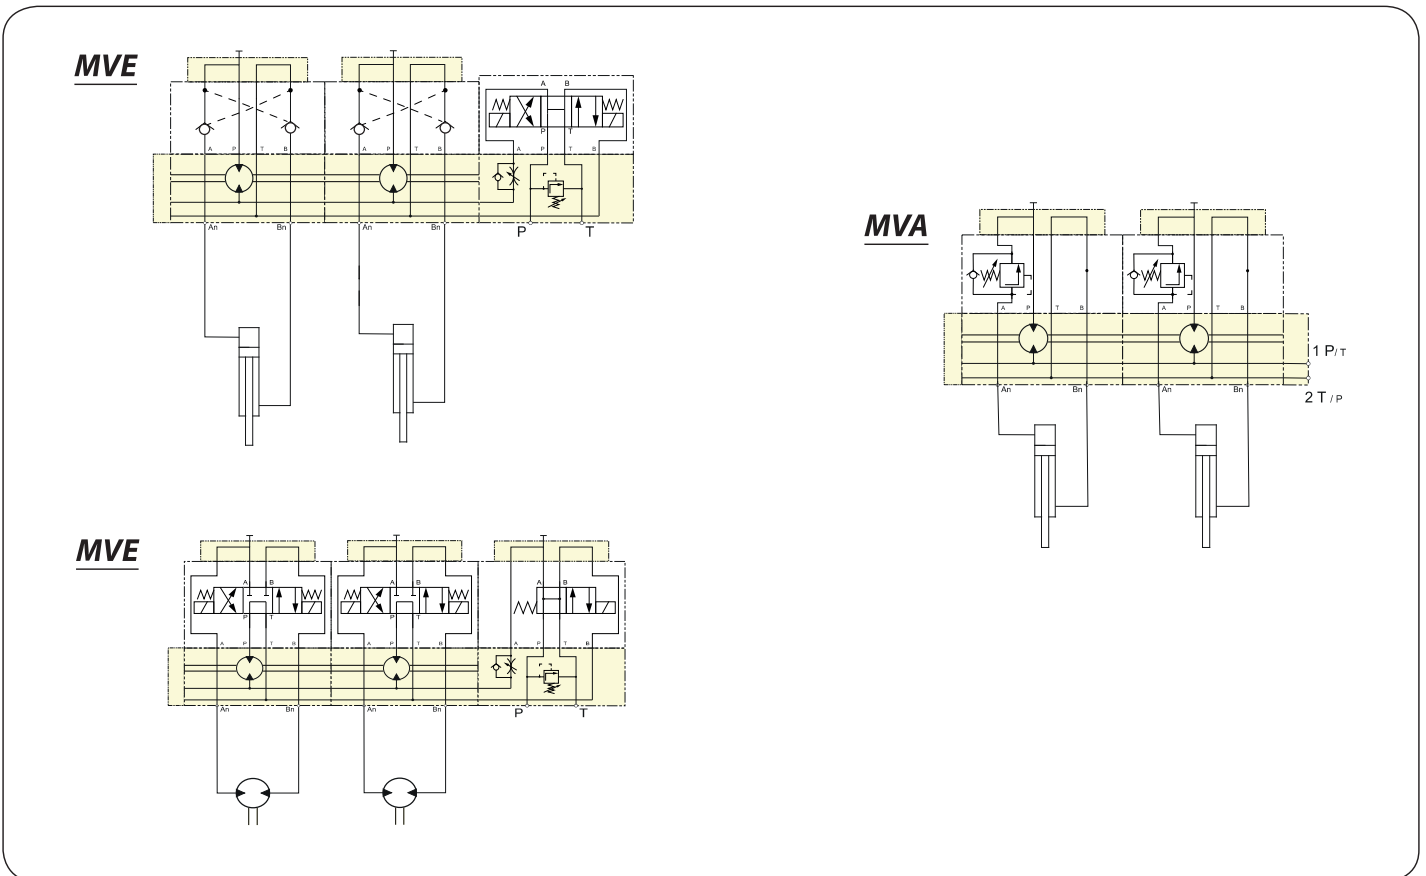 MVE
A B
P T
A P T B A P T B A P T B
An Bn An Bn P T
MVA
A P T B A P T B
1 P/T
An Bn An Bn
2 T / P
MVE
A B A B A B
P T P T
A P T B A P T B A P T B
An Bn An Bn P T